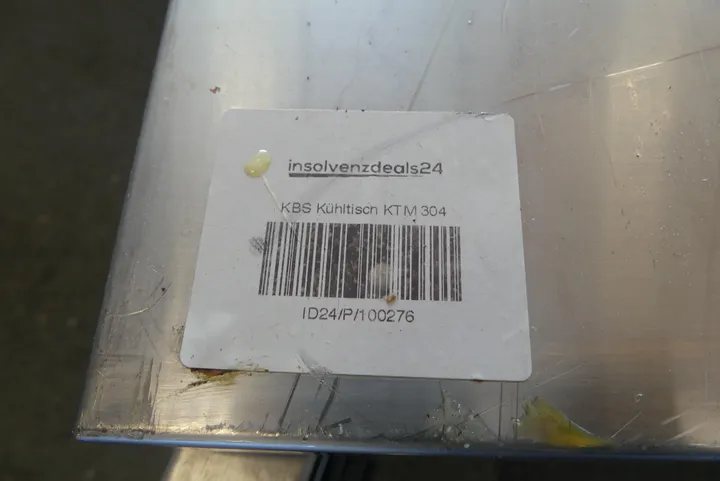 insolvenzdeals24
KBS Kühltisch KTM 304
ID24/P/100276